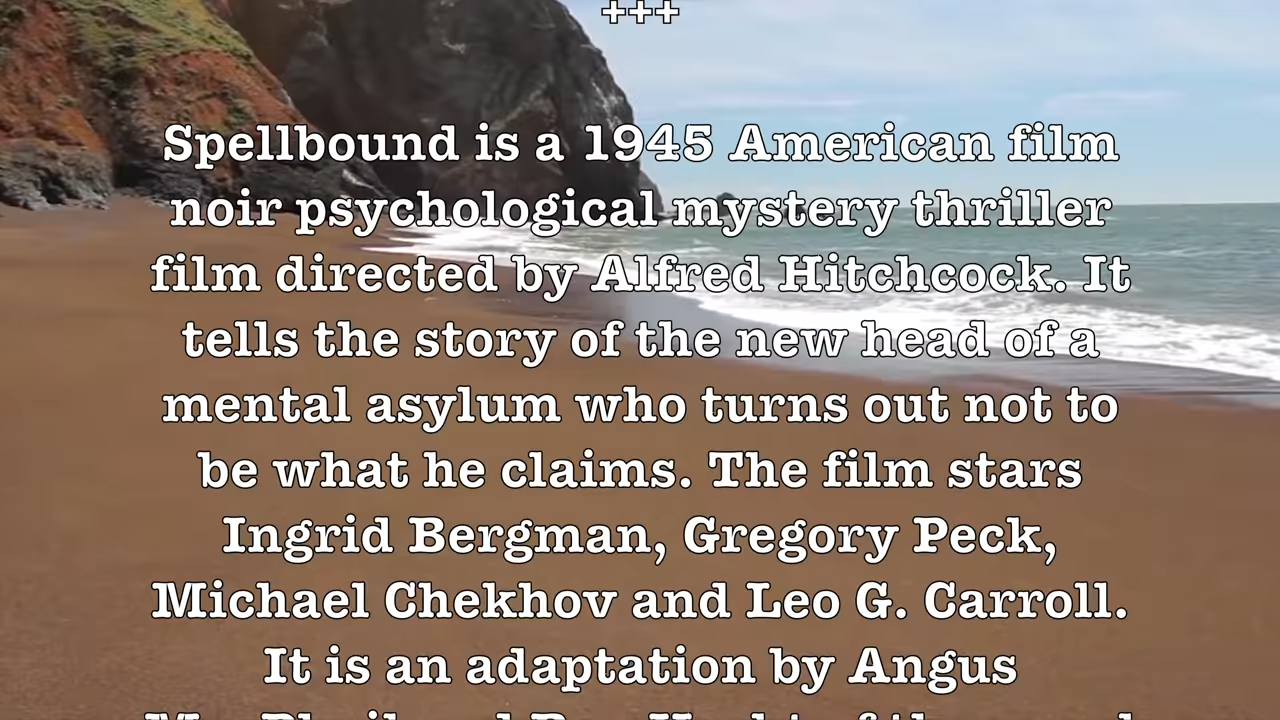 +++
Spellbound is a 1945 American film
noir psychological mystery thriller
film directed by Alfred Hitchcock. It
tells the story of the new head of a
mental asylum who turns out not to
be what he claims. The film stars
Ingrid Bergman, Gregory Peck,
Michael Chekhov and Leo G. Carroll.
It is an adaptation by Angus